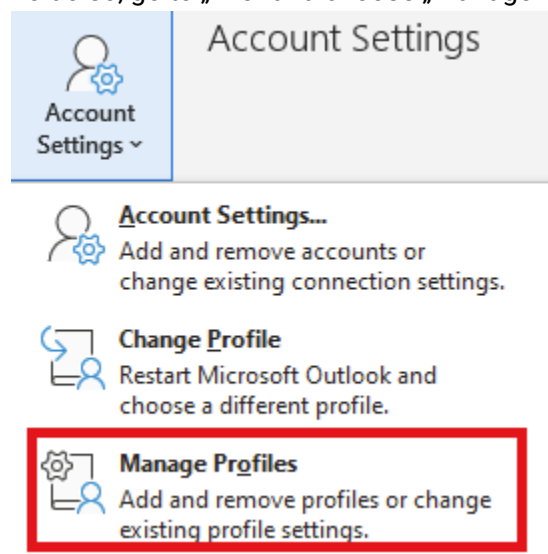 Account Settings
Account
Settings
Account Settings...
Add and remove accounts or
change existing connection settings.
Change Profile
Restart Microsoft Outlook and
choose a different profile.
Manage Profiles
Add and remove profiles or change
existing profile settings.